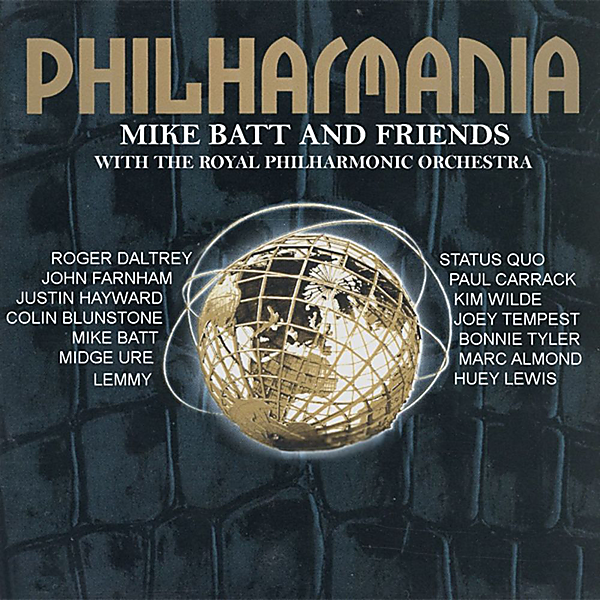 PHILHARMANIA
MIKE BATT AND FRIENDS
WITH THE ROYAL PHILHARMONIC ORCHESTRA
ROGER DALTREY
JOHN FARNHAM
JUSTIN HAYWARD
COLIN BLUNSTONE
MIKE BATT
MIDGE URE
LEMMY
STATUS QUO
PAUL CARRACK
KIM WILDE
JOEY TEMPEST
BONNIE TYLER
MARC ALMOND
HUEY LEWIS